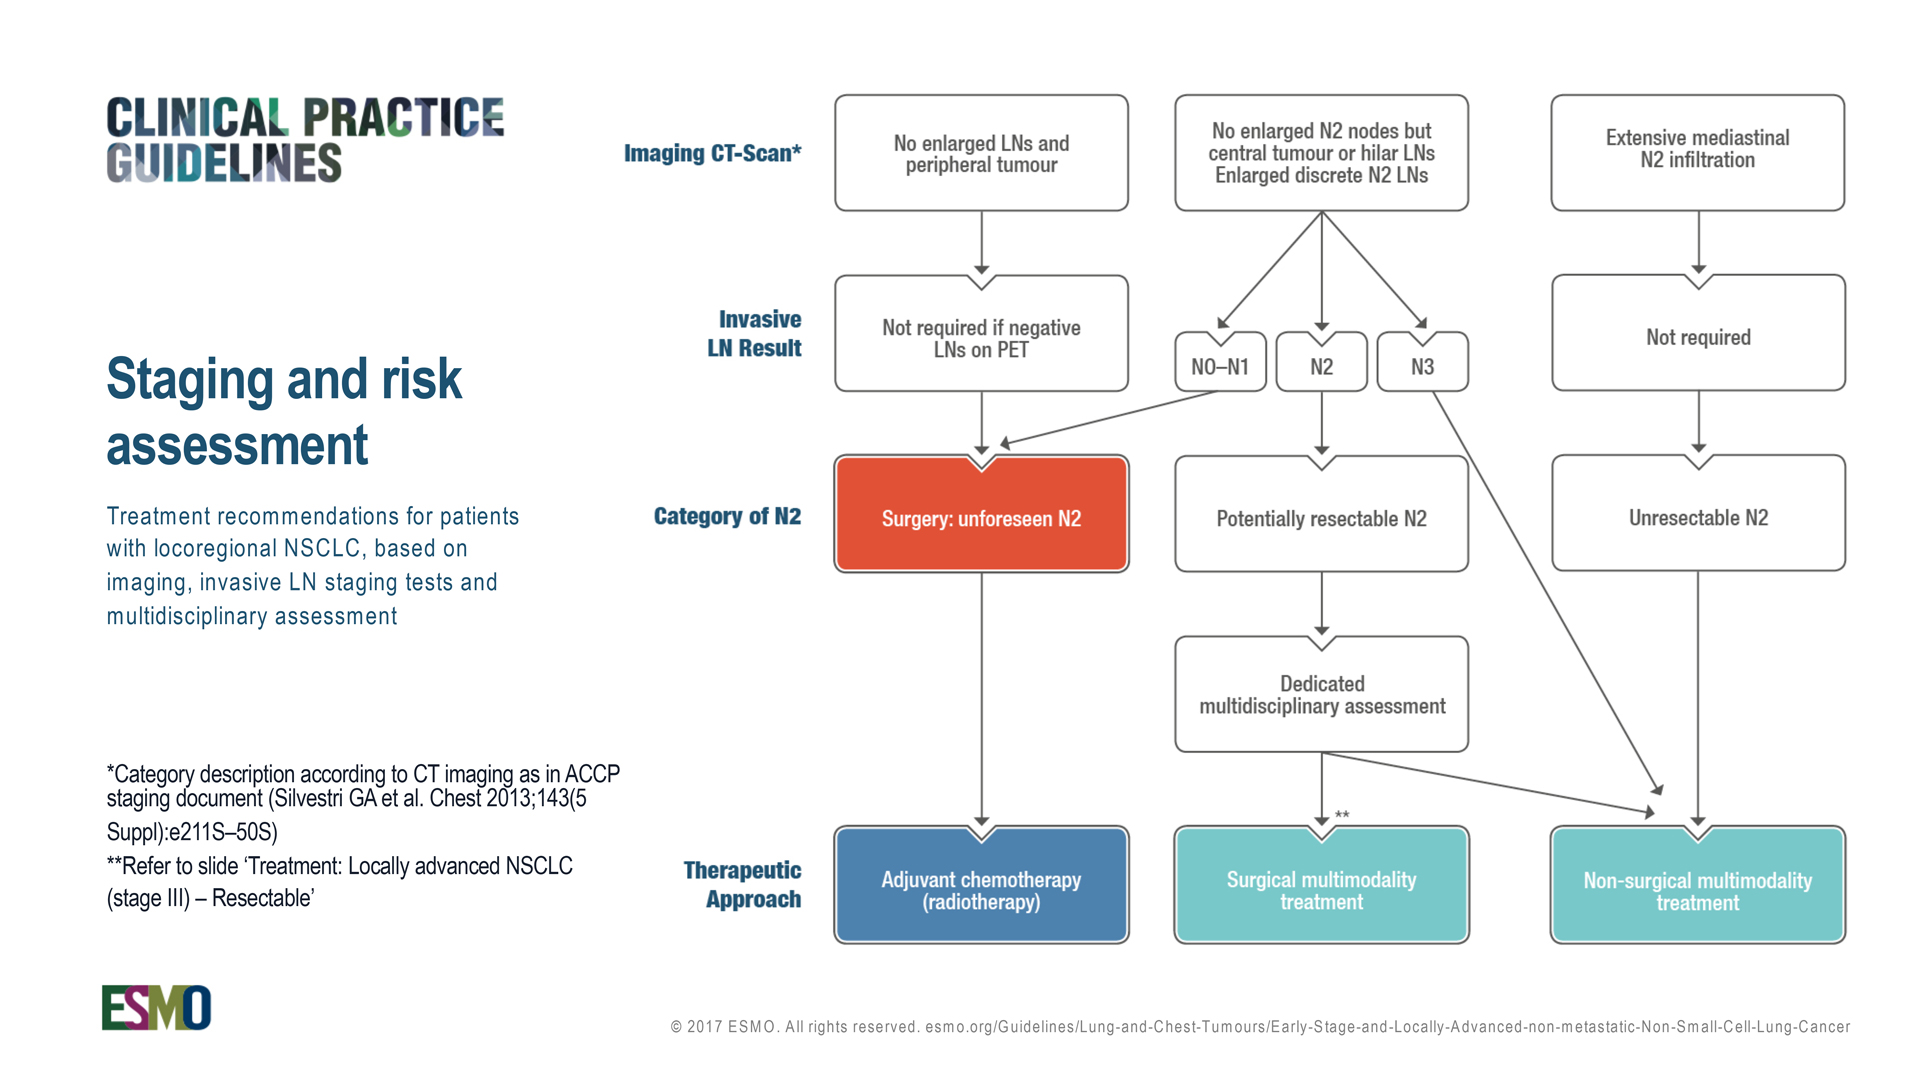 CLINICAL PRACTICE
GUIDELINES
Staging and risk
assessment
Treatment recommendations for patients
with locoregional NSCLC, based on
imaging, invasive LN staging tests and
multidisciplinary assessment
*Category description according to CT imaging as in ACCP
staging document (Silvestri GA et al. Chest 2013;143(5
Suppl):e211S–50S)
**Refer to slide ‘Treatment: Locally advanced NSCLC
(stage III) – Resectable’
ESMO
Imaging CT-Scan*
No enlarged LNs and
peripheral tumour
No enlarged N2 nodes but
central tumour or hilar LNs
Enlarged discrete N2 LNs
Extensive mediastinal
N2 infiltration
Invasive
LN Result
Not required if negative
LNs on PET
N0–N1
N2
N3
Not required
Category of N2
Surgery: unforeseen N2
Potentially resectable N2
Unresectable N2
Dedicated
multidisciplinary assessment
**
Therapeutic
Approach
Adjuvant chemotherapy
(radiotherapy)
Surgical multimodality
treatment
Non-surgical multimodality
treatment
© 2017 ESMO. All rights reserved. esmo.org/Guidelines/Lung-and-Chest-Tumours/Early-Stage-and-Locally-Advanced-non-metastatic-Non-Small-Cell-Lung-Cancer